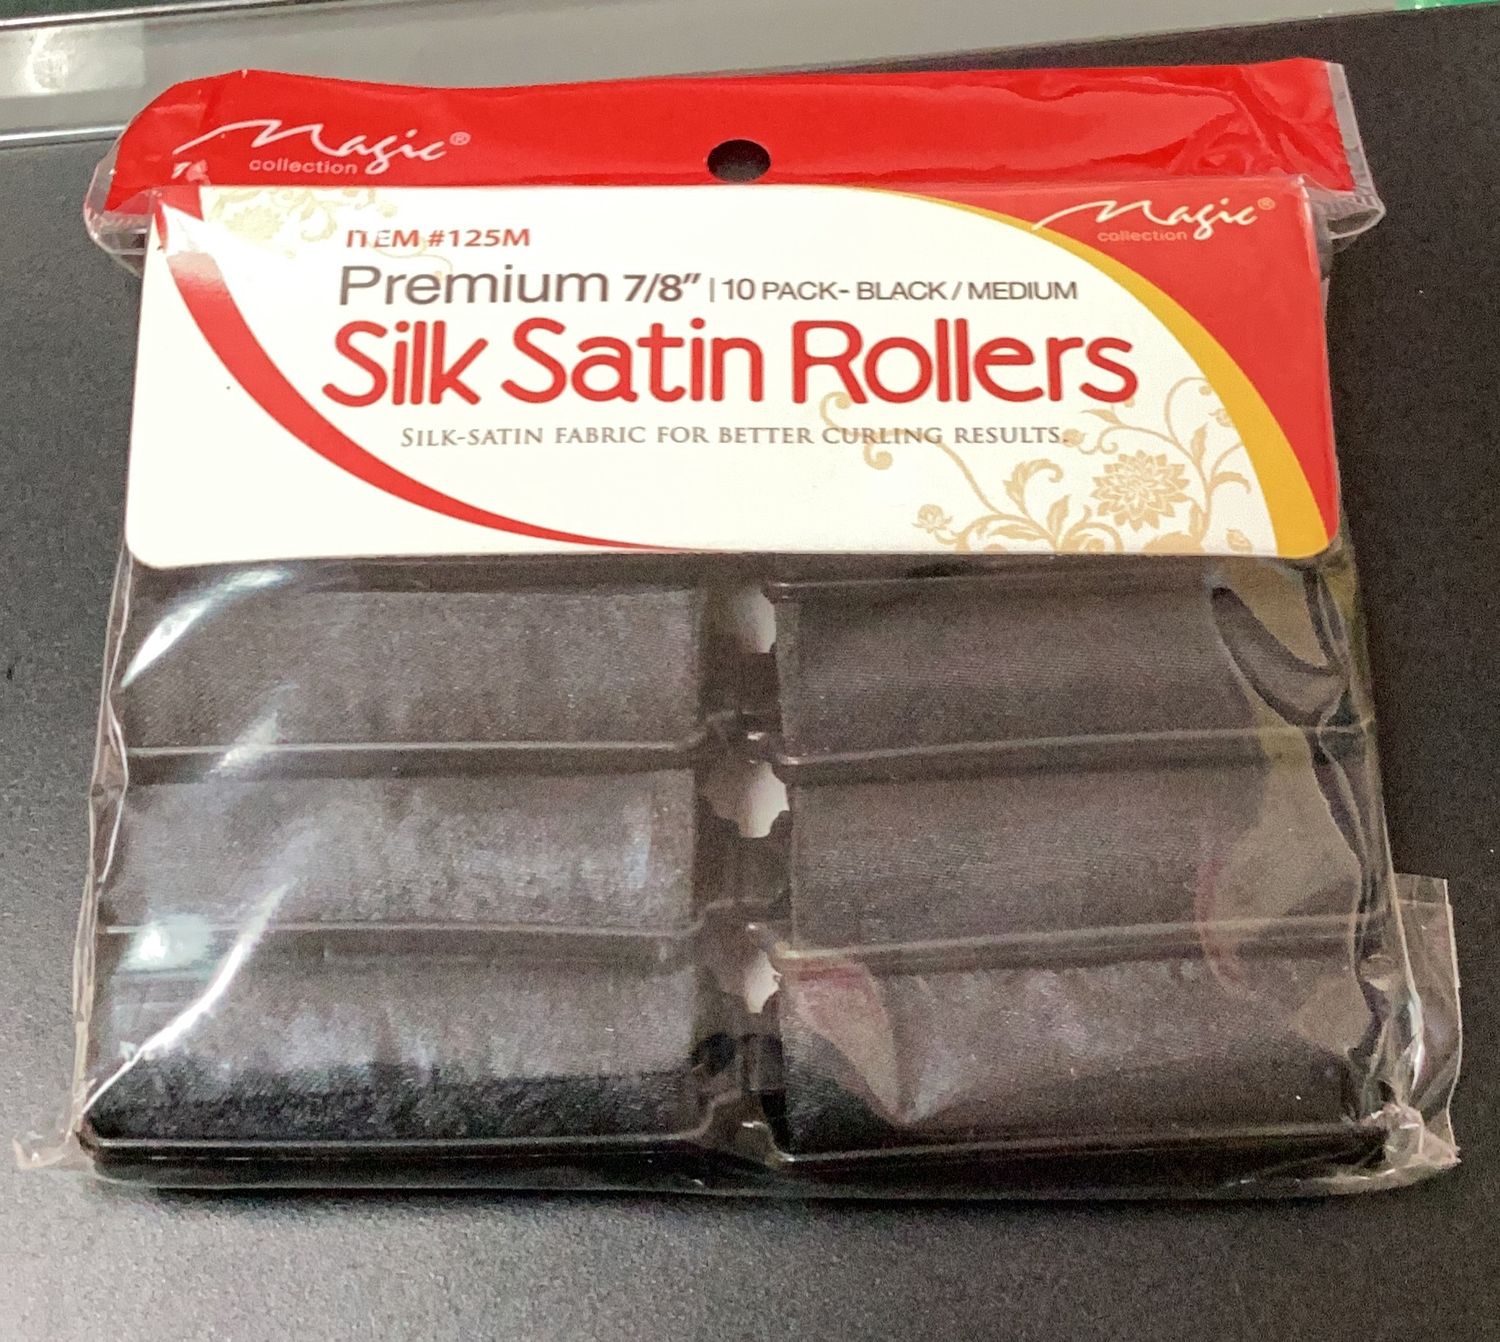 Magic®
collection
Magic®
collection
ITEM #125M
Premium 7/8" | 10 PACK- BLACK / MEDIUM
Silk Satin Rollers
SILK-SATIN FABRIC FOR BETTER CURLING RESULTS.